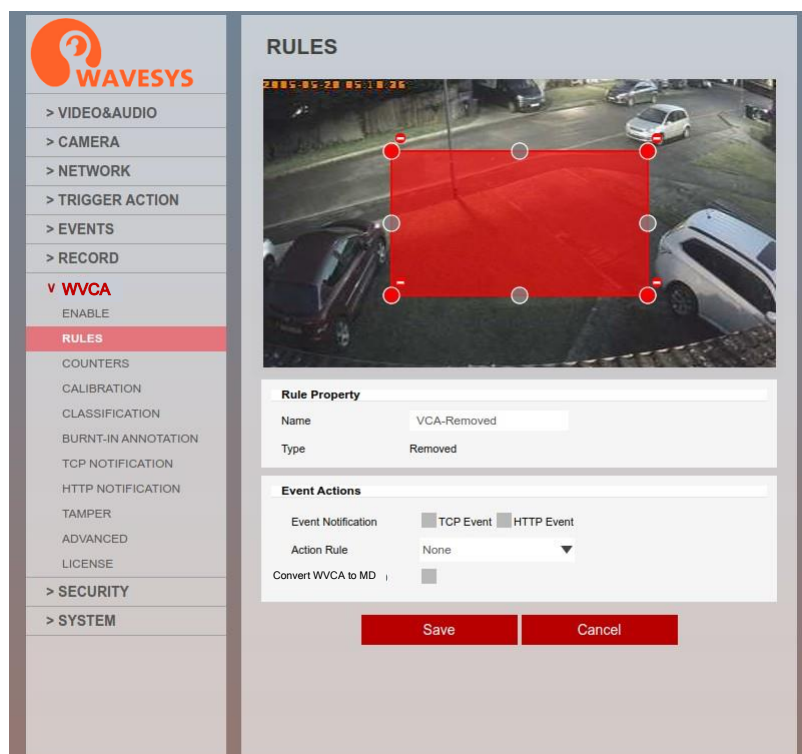 WAVESYS
> VIDEO&AUDIO
> CAMERA
> NETWORK
> TRIGGER ACTION
> EVENTS
> RECORD
∨ WVCA
ENABLE
RULES
COUNTERS
CALIBRATION
CLASSIFICATION
BURNT-IN ANNOTATION
TCP NOTIFICATION
HTTP NOTIFICATION
TAMPER
ADVANCED
LICENSE
> SECURITY
> SYSTEM
RULES
Rule Property
Name VCA-Removed
Type Removed
Event Actions
Event Notification TCP Event HTTP Event
Action Rule None
Convert WVCA to MD
Save Cancel